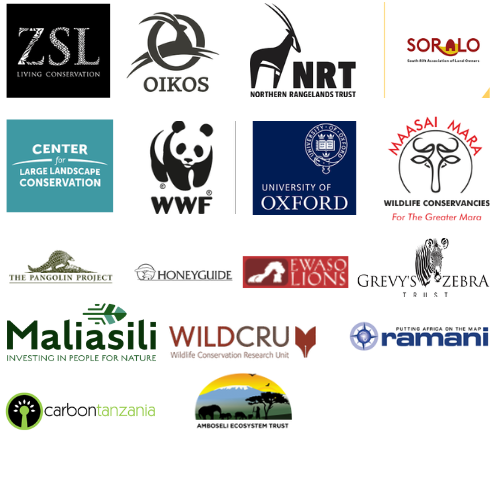 ZSL
LIVING CONSERVATION
OIKOS
NRT
NORTHERN RANGELANDS TRUST
SORALO
South Rift Association of Land Owners
CENTER
for
LARGE LANDSCAPE
CONSERVATION
WWF
®
UNIVERSITY OF OXFORD
UNIVERSITY OF
OXFORD
MAASAI MARA
WILDLIFE CONSERVANCIES
For The Greater Mara
THE PANGOLIN PROJECT
HONEYGUIDE
EWASO
LIONS
GREVY'S ZEBRA
TRUST
Maliasili
INVESTING IN PEOPLE FOR NATURE
WILDCRU
Wildlife Conservation Research Unit
PUTTING AFRICA ON THE MAP
ramani
carbontanzania
AMBOSELI ECOSYSTEM TRUST